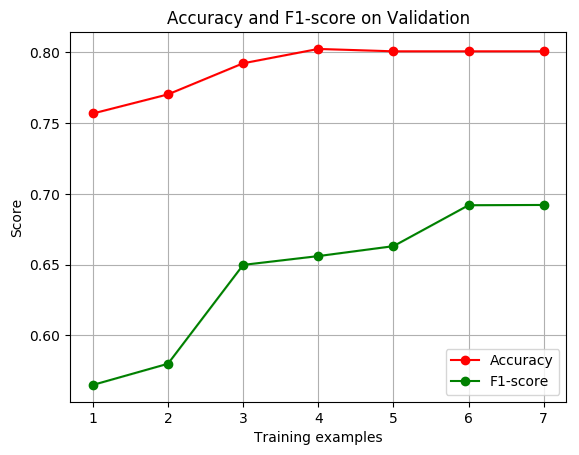 Accuracy and F1-score on Validation
0.80
0.75
0.70
0.65
0.60
Score
1 2 3 4 5 6 7
Training examples
Accuracy
F1-score